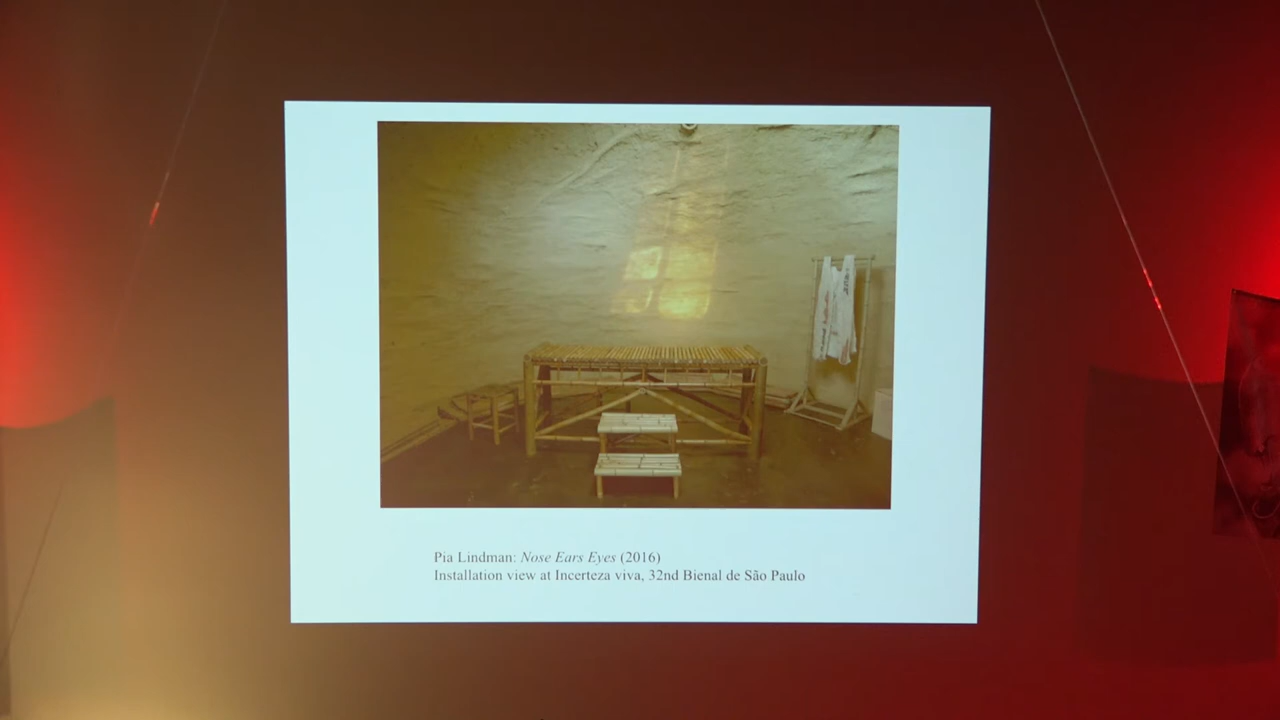 Pia Lindman: Nose Ears Eyes (2016)
Installation view at Incerteza viva, 32nd Bienal de São Paulo